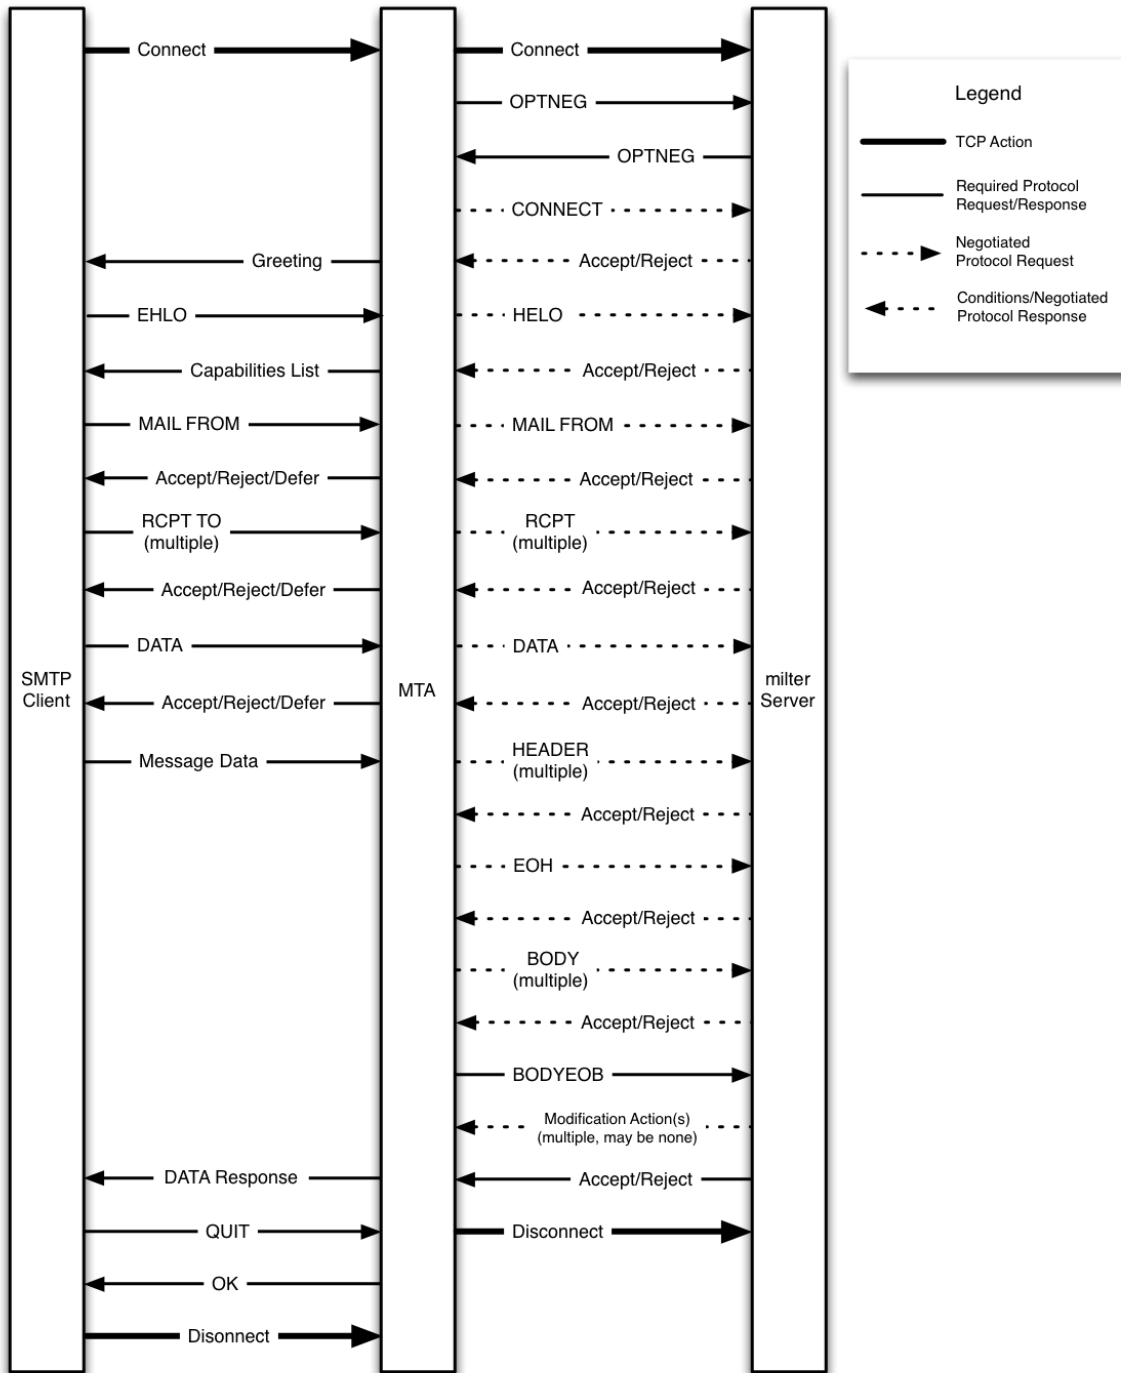 Connect
Connect
OPTNEG
OPTNEG
CONNECT
Greeting
Accept/Reject
EHLO
HELO
Capabilities List
Accept/Reject
MAIL FROM
MAIL FROM
Accept/Reject/Defer
Accept/Reject
RCPT TO
(multiple)
RCPT
(multiple)
Accept/Reject/Defer
Accept/Reject
DATA
DATA
SMTP
Client
MTA
milter
Server
Accept/Reject/Defer
Accept/Reject
Message Data
HEADER
(multiple)
Accept/Reject
EOH
Accept/Reject
BODY
(multiple)
Accept/Reject
BODYEOB
Modification Action(s)
(multiple, may be none)
DATA Response
Accept/Reject
QUIT
Disconnect
OK
Disonnect
Legend
TCP Action
Required Protocol
Request/Response
Negotiated
Protocol Request
Conditions/Negotiated
Protocol Response